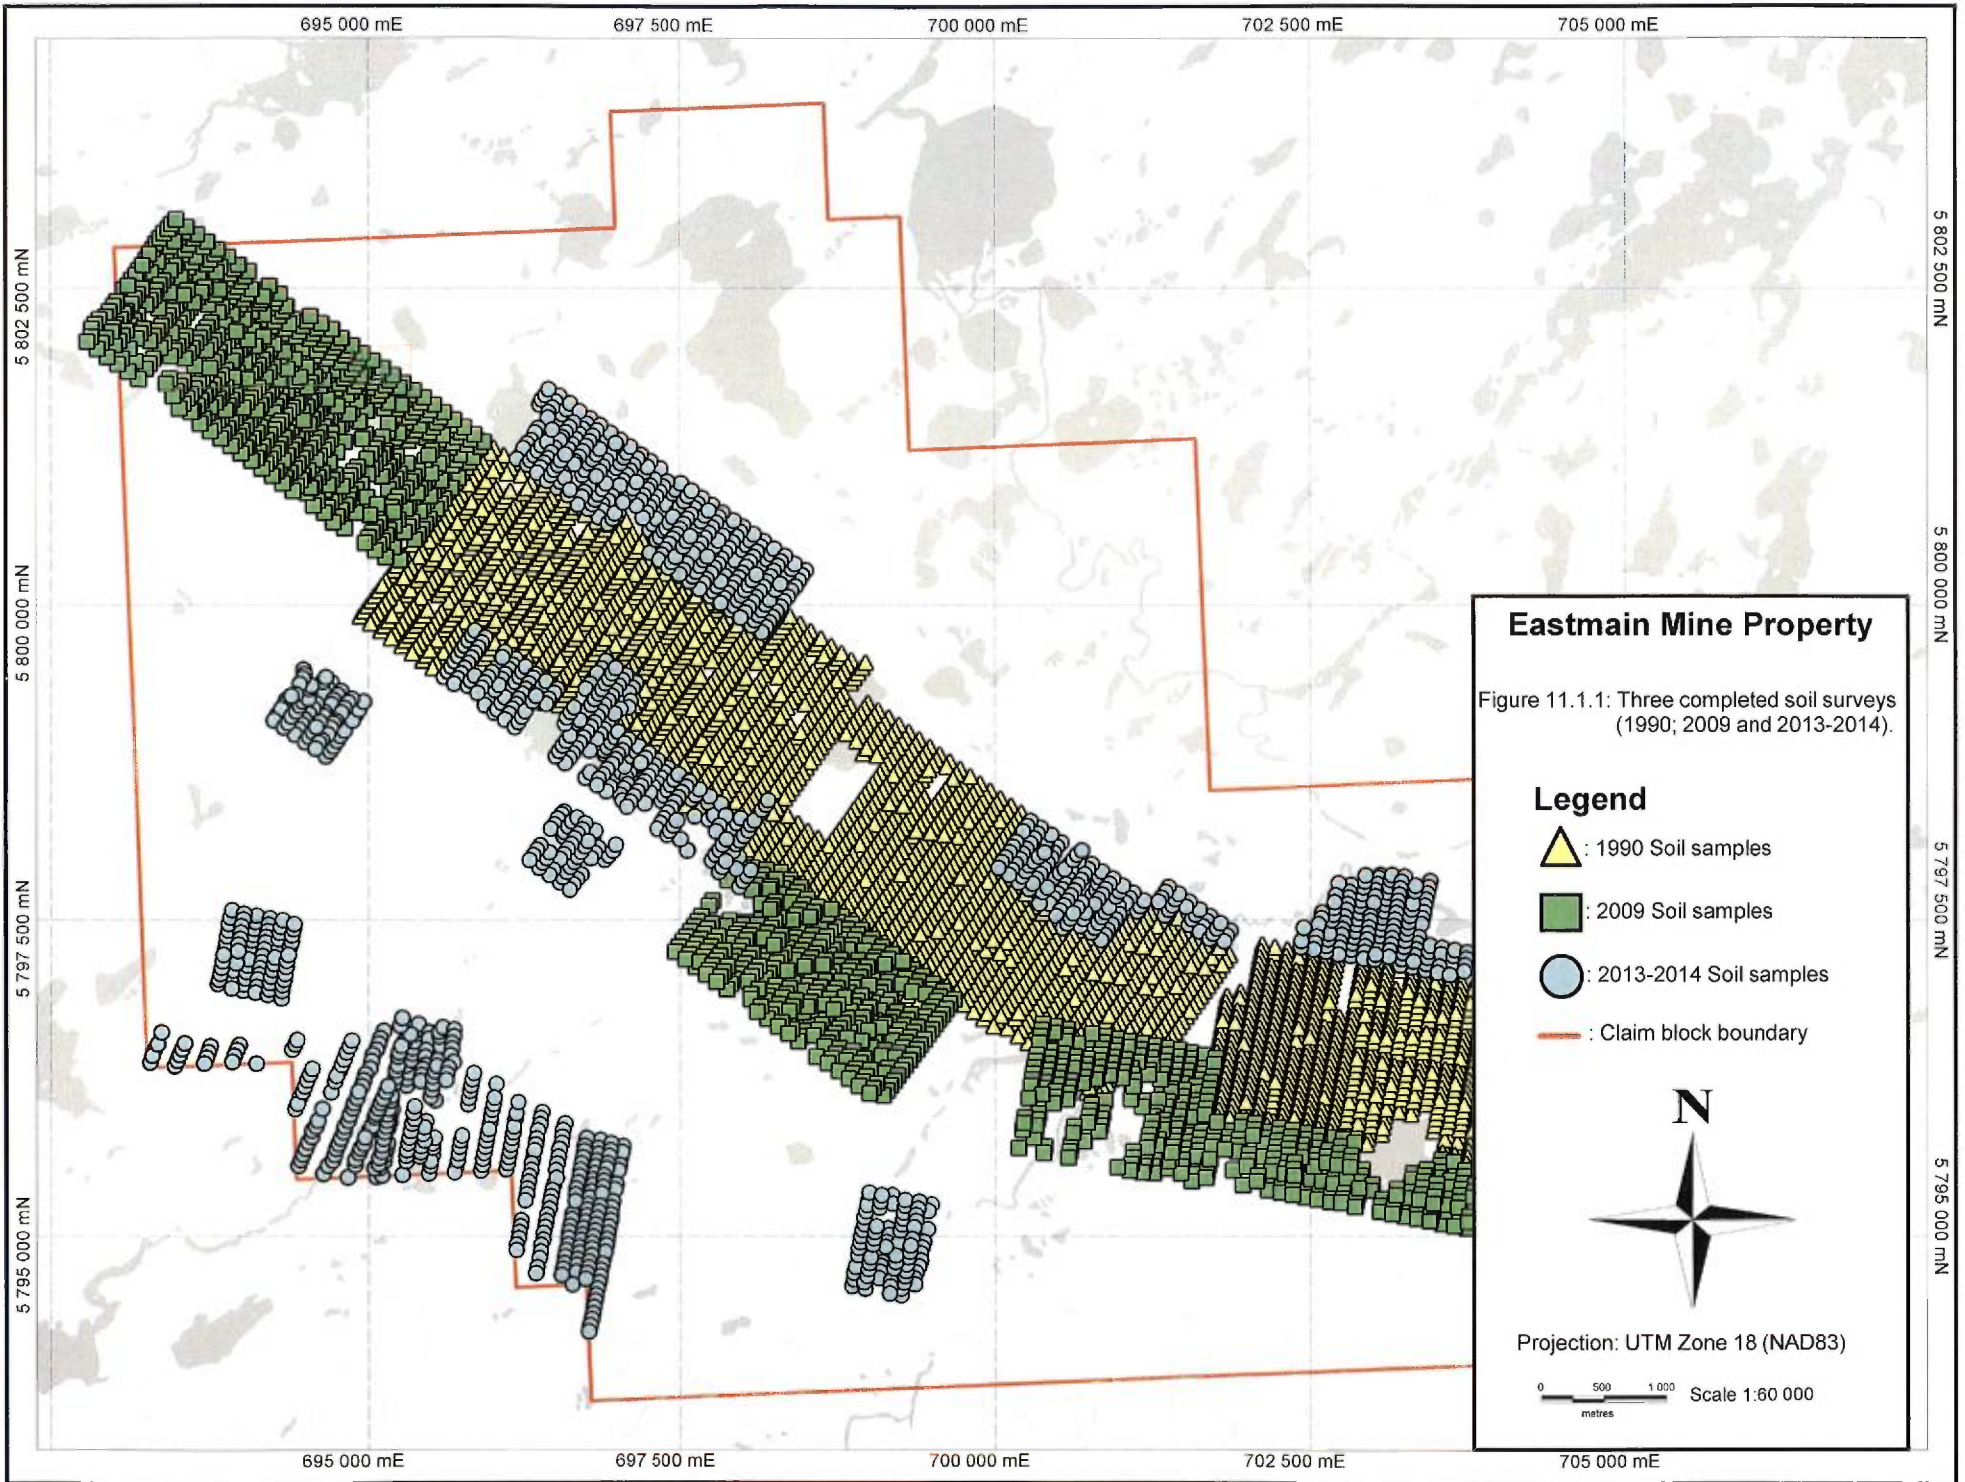 695 000 mE
697 500 mE
700 000 mE
702 500 mE
705 000 mE
5 802 500 mN
5 800 000 mN
5 797 500 mN
5 795 000 mN
5 802 500 mN
5 800 000 mN
5 797 500 mN
5 795 000 mN
Eastmain Mine Property
Figure 11.1.1: Three completed soil surveys
(1990; 2009 and 2013-2014).
Legend
: 1990 Soil samples
: 2009 Soil samples
: 2013-2014 Soil samples
: Claim block boundary
N
Projection: UTM Zone 18 (NAD83)
0 500 1 000
metres
Scale 1:60 000
695 000 mE
697 500 mE
700 000 mE
702 500 mE
705 000 mE